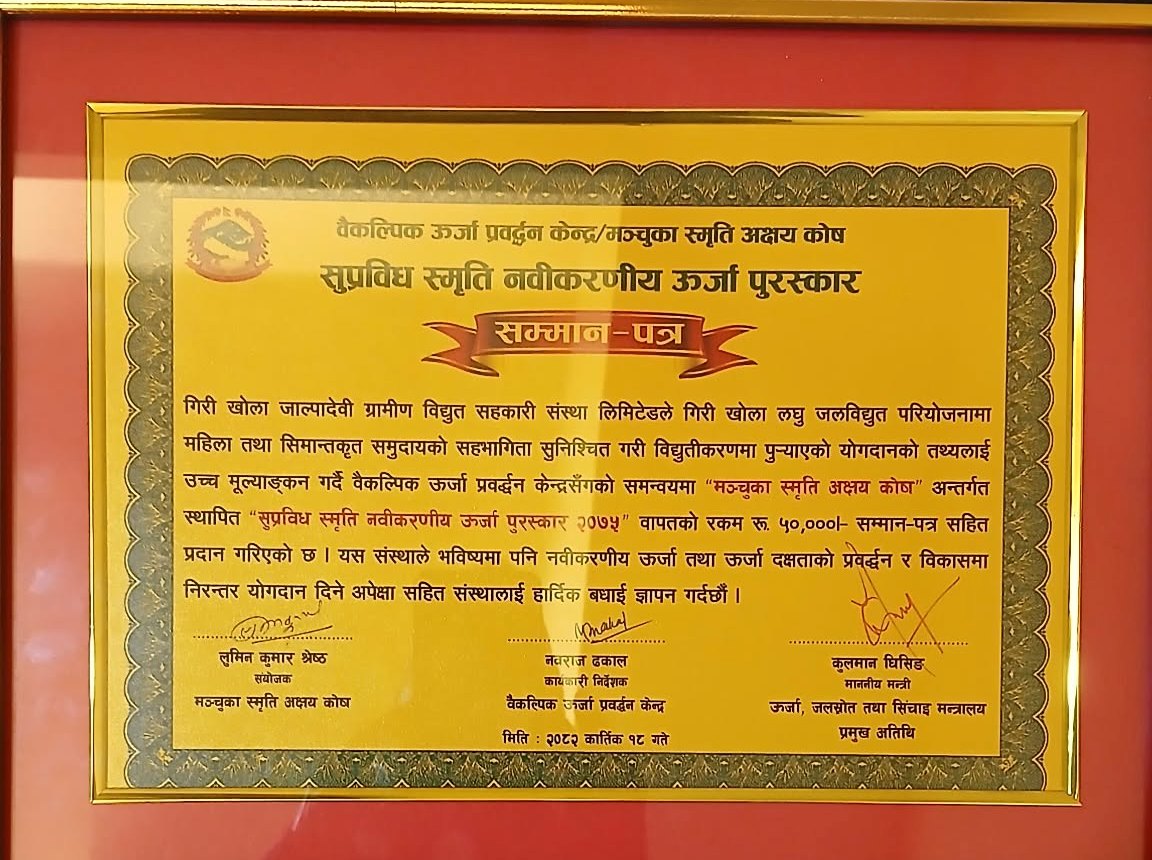 वैकल्पिक ऊर्जा प्रवर्द्धन केन्द्र/मञ्चुका स्मृति अक्षय कोष
सुप्रविध स्मृति नवीकरणीय ऊर्जा पुरस्कार
सम्मान-पत्र
गिरी खोला जाल्पादेवी ग्रामीण विद्युत सहकारी संस्था लिमिटेडले गिरी खोला लघु जलविद्युत परियोजनामा
महिला तथा सिमान्तकृत समुदायको सहभागिता सुनिश्चित गरी विद्युतीकरणमा पुर्‍याएको योगदानको तथ्यलाई
उच्च मूल्याङ्कन गर्दै वैकल्पिक ऊर्जा प्रवर्द्धन केन्द्रसँगको समन्वयमा "मञ्चुका स्मृति अक्षय कोष" अन्तर्गत
स्थापित "सुप्रविध स्मृति नवीकरणीय ऊर्जा पुरस्कार २०७५" वापतको रकम रू. ५०,०००।- सम्मान-पत्र सहित
प्रदान गरिएको छ । यस संस्थाले भविष्यमा पनि नवीकरणीय ऊर्जा तथा ऊर्जा दक्षताको प्रवर्द्धन र विकासमा
निरन्तर योगदान दिने अपेक्षा सहित संस्थालाई हार्दिक बधाई ज्ञापन गर्दछौं ।
लुमिन कुमार श्रेष्ठ
संयोजक
मञ्चुका स्मृति अक्षय कोष
नवराज ढकाल
कार्यकारी निर्देशक
वैकल्पिक ऊर्जा प्रवर्द्धन केन्द्र
कुलमान घिसिङ
माननीय मन्त्री
ऊर्जा, जलस्रोत तथा सिंचाइ मन्त्रालय
प्रमुख अतिथि
मिति : २०८२ कार्तिक १८ गते